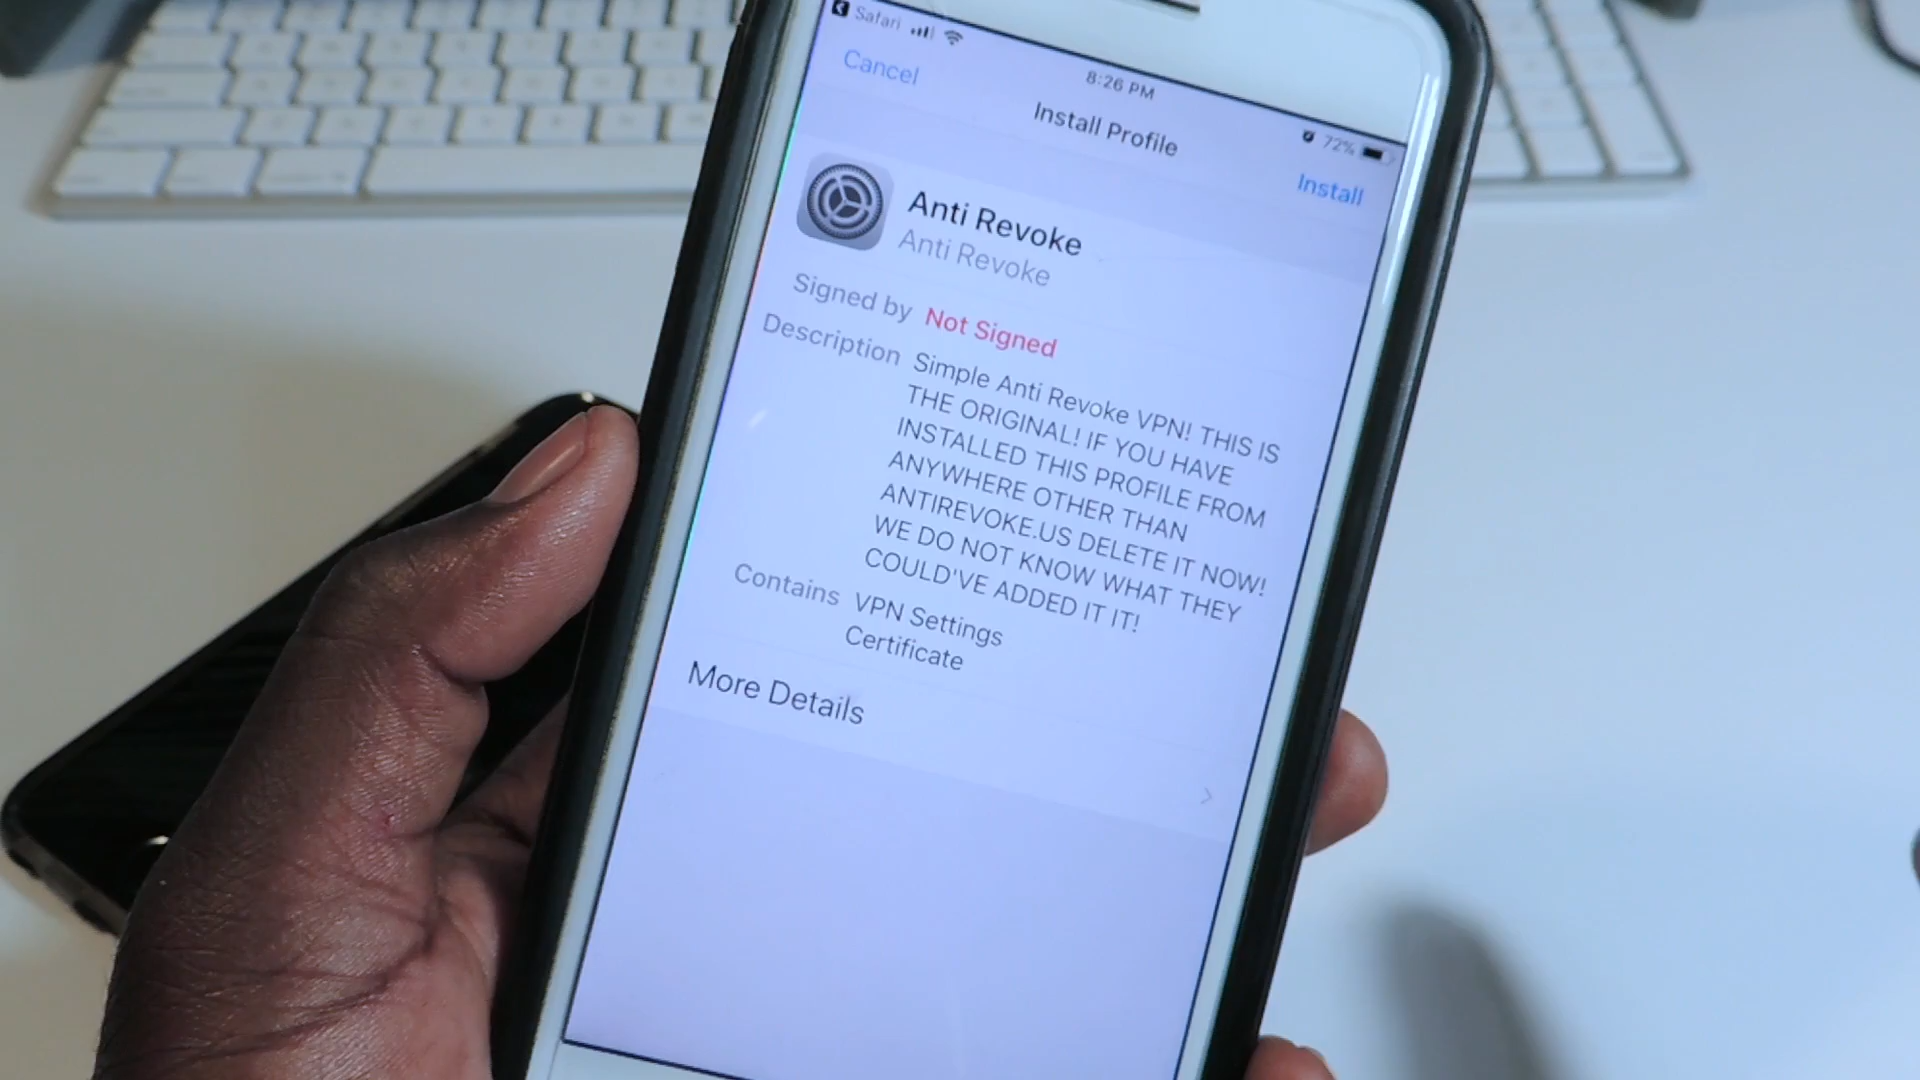 Safari
8:26 PM
72%
Cancel
Install Profile
Install
Anti Revoke
Anti Revoke
Signed by Not Signed
Description Simple Anti Revoke VPN! THIS IS
THE ORIGINAL! IF YOU HAVE
INSTALLED THIS PROFILE FROM
ANYWHERE OTHER THAN
ANTIREVOKE.US DELETE IT NOW!
WE DO NOT KNOW WHAT THEY
COULD'VE ADDED IT IT!
Contains VPN Settings
Certificate
More Details